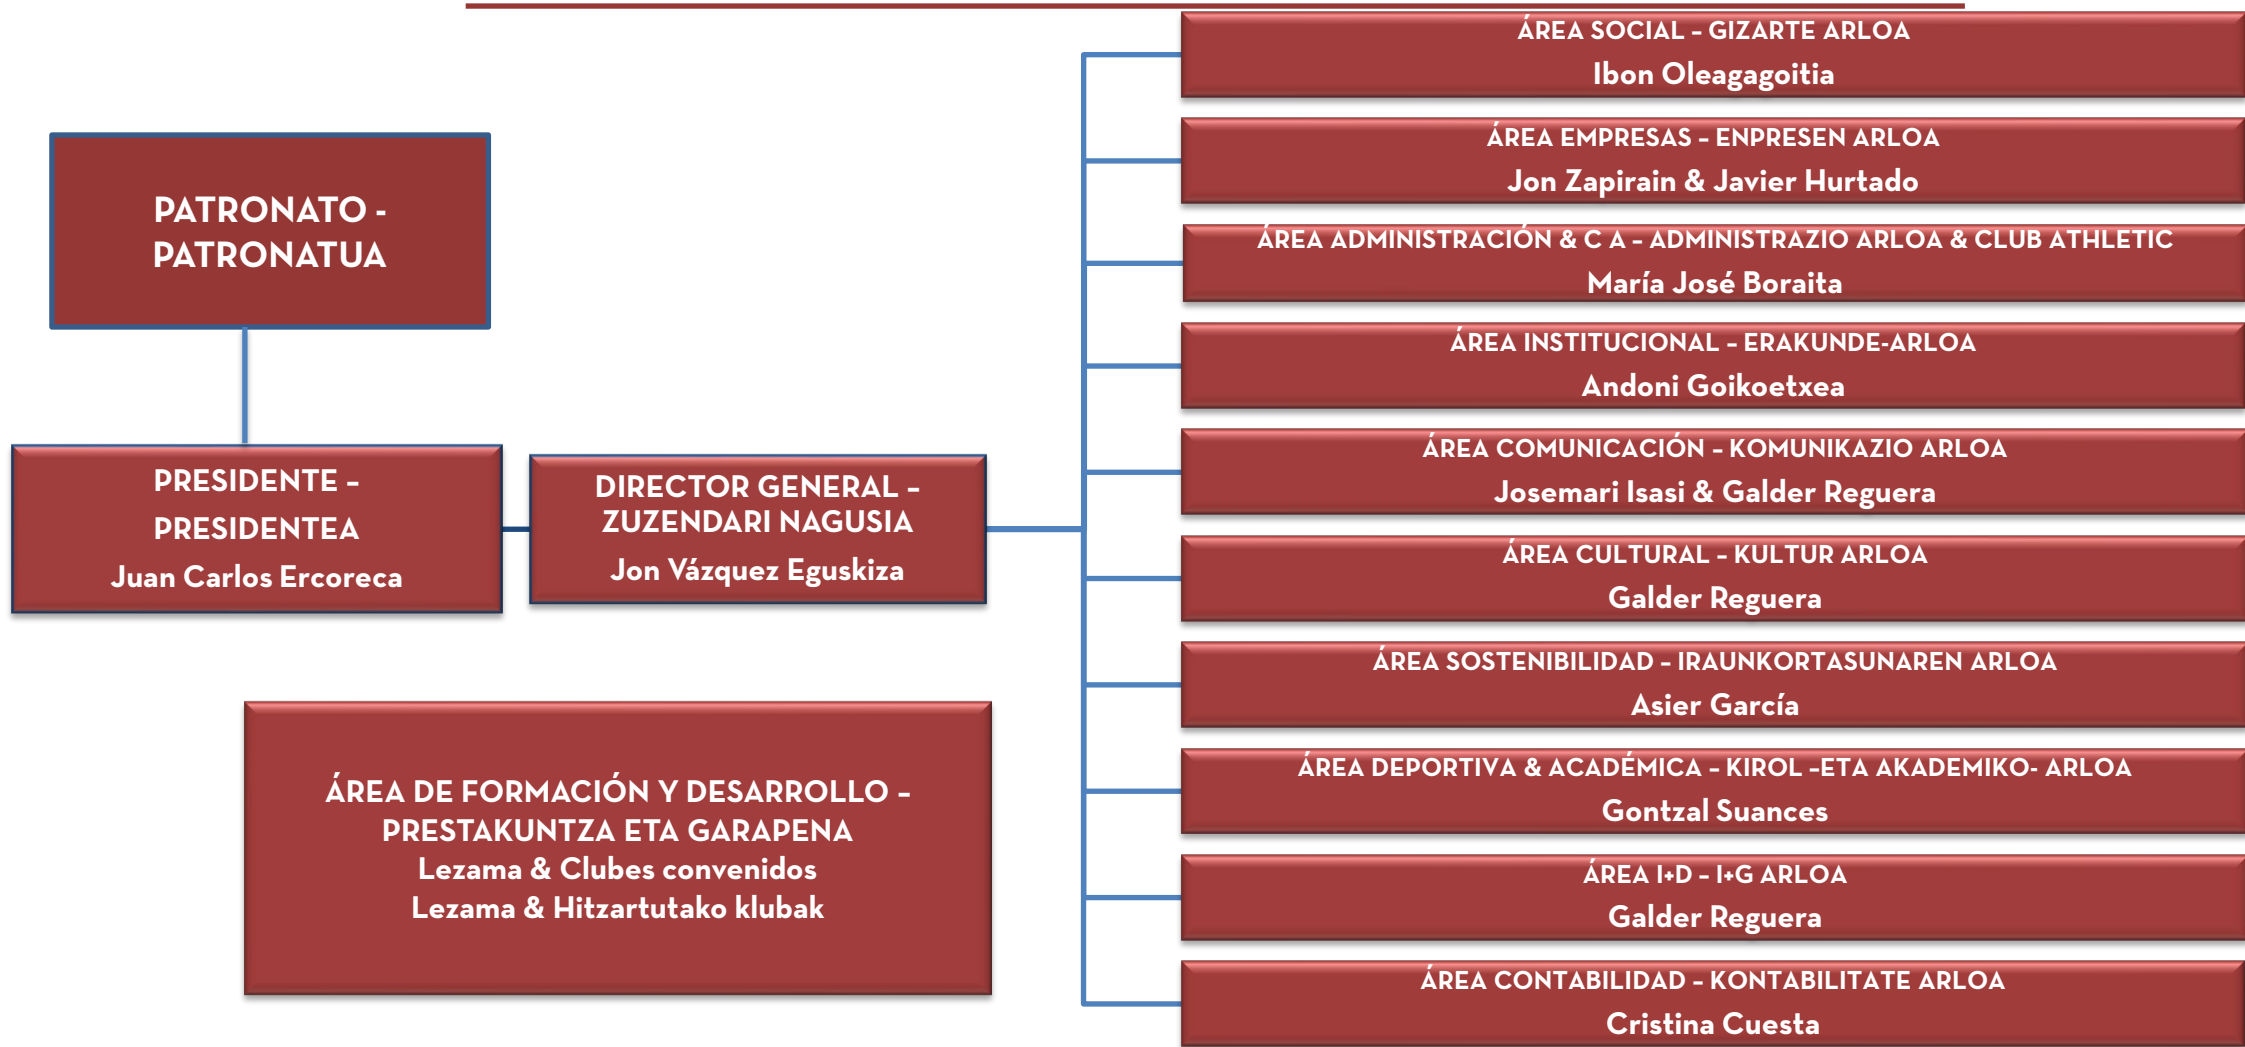 PATRONATO -
PATRONATUA
PRESIDENTE –
PRESIDENTEA
Juan Carlos Ercoreca
DIRECTOR GENERAL –
ZUZENDARI NAGUSIA
Jon Vázquez Eguskiza
ÁREA DE FORMACIÓN Y DESARROLLO –
PRESTAKUNTZA ETA GARAPENA
Lezama & Clubes convenidos
Lezama & Hitzartutako klubak
ÁREA SOCIAL – GIZARTE ARLOA
Ibon Oleagagoitia
ÁREA EMPRESAS – ENPRESEN ARLOA
Jon Zapirain & Javier Hurtado
ÁREA ADMINISTRACIÓN & C A – ADMINISTRAZIO ARLOA & CLUB ATHLETIC
María José Boraita
ÁREA INSTITUCIONAL – ERAKUNDE-ARLOA
Andoni Goikoetxea
ÁREA COMUNICACIÓN – KOMUNIKAZIO ARLOA
Josemari Isasi & Galder Reguera
ÁREA CULTURAL – KULTUR ARLOA
Galder Reguera
ÁREA SOSTENIBILIDAD – IRAUNKORTASUNAREN ARLOA
Asier García
ÁREA DEPORTIVA & ACADÉMICA – KIROL –ETA AKADEMIKO- ARLOA
Gontzal Suances
ÁREA I+D – I+G ARLOA
Galder Reguera
ÁREA CONTABILIDAD – KONTABILITATE ARLOA
Cristina Cuesta